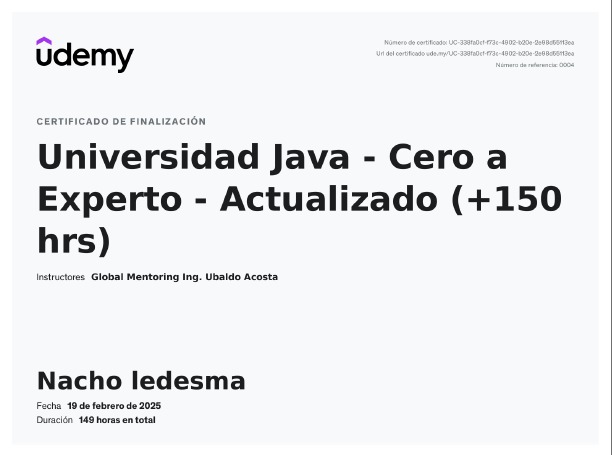 udemy
Número de certificado: UC-338fa0cf-f73c-4902-b20e-2e98d55113ea
Url del certificado ude.my/UC-338fa0cf-f73c-4902-b20e-2e98d55113ea
Número de referencia: 0004
CERTIFICADO DE FINALIZACIÓN
Universidad Java - Cero a
Experto - Actualizado (+150
hrs)
Instructores Global Mentoring Ing. Ubaldo Acosta
Nacho ledesma
Fecha 19 de febrero de 2025
Duración 149 horas en total